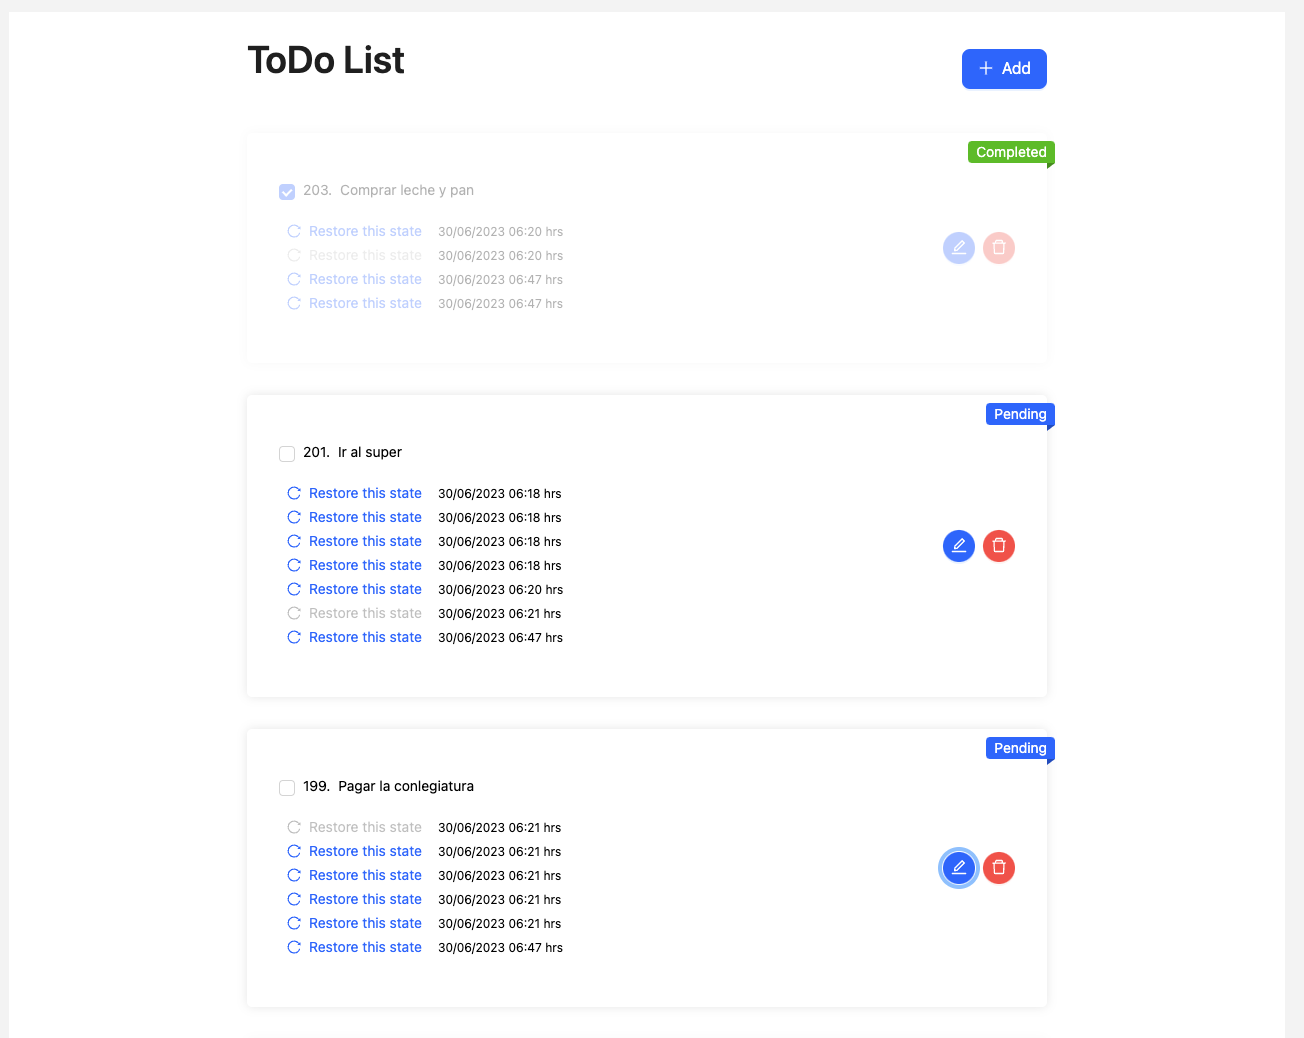 ToDo List
Add
Completed
203. Comprar leche y pan
Restore this state 30/06/2023 06:20 hrs
Restore this state 30/06/2023 06:20 hrs
Restore this state 30/06/2023 06:47 hrs
Restore this state 30/06/2023 06:47 hrs
Pending
201. Ir al super
Restore this state 30/06/2023 06:18 hrs
Restore this state 30/06/2023 06:18 hrs
Restore this state 30/06/2023 06:18 hrs
Restore this state 30/06/2023 06:18 hrs
Restore this state 30/06/2023 06:20 hrs
Restore this state 30/06/2023 06:21 hrs
Restore this state 30/06/2023 06:47 hrs
Pending
199. Pagar la conlegiatura
Restore this state 30/06/2023 06:21 hrs
Restore this state 30/06/2023 06:21 hrs
Restore this state 30/06/2023 06:21 hrs
Restore this state 30/06/2023 06:21 hrs
Restore this state 30/06/2023 06:21 hrs
Restore this state 30/06/2023 06:47 hrs